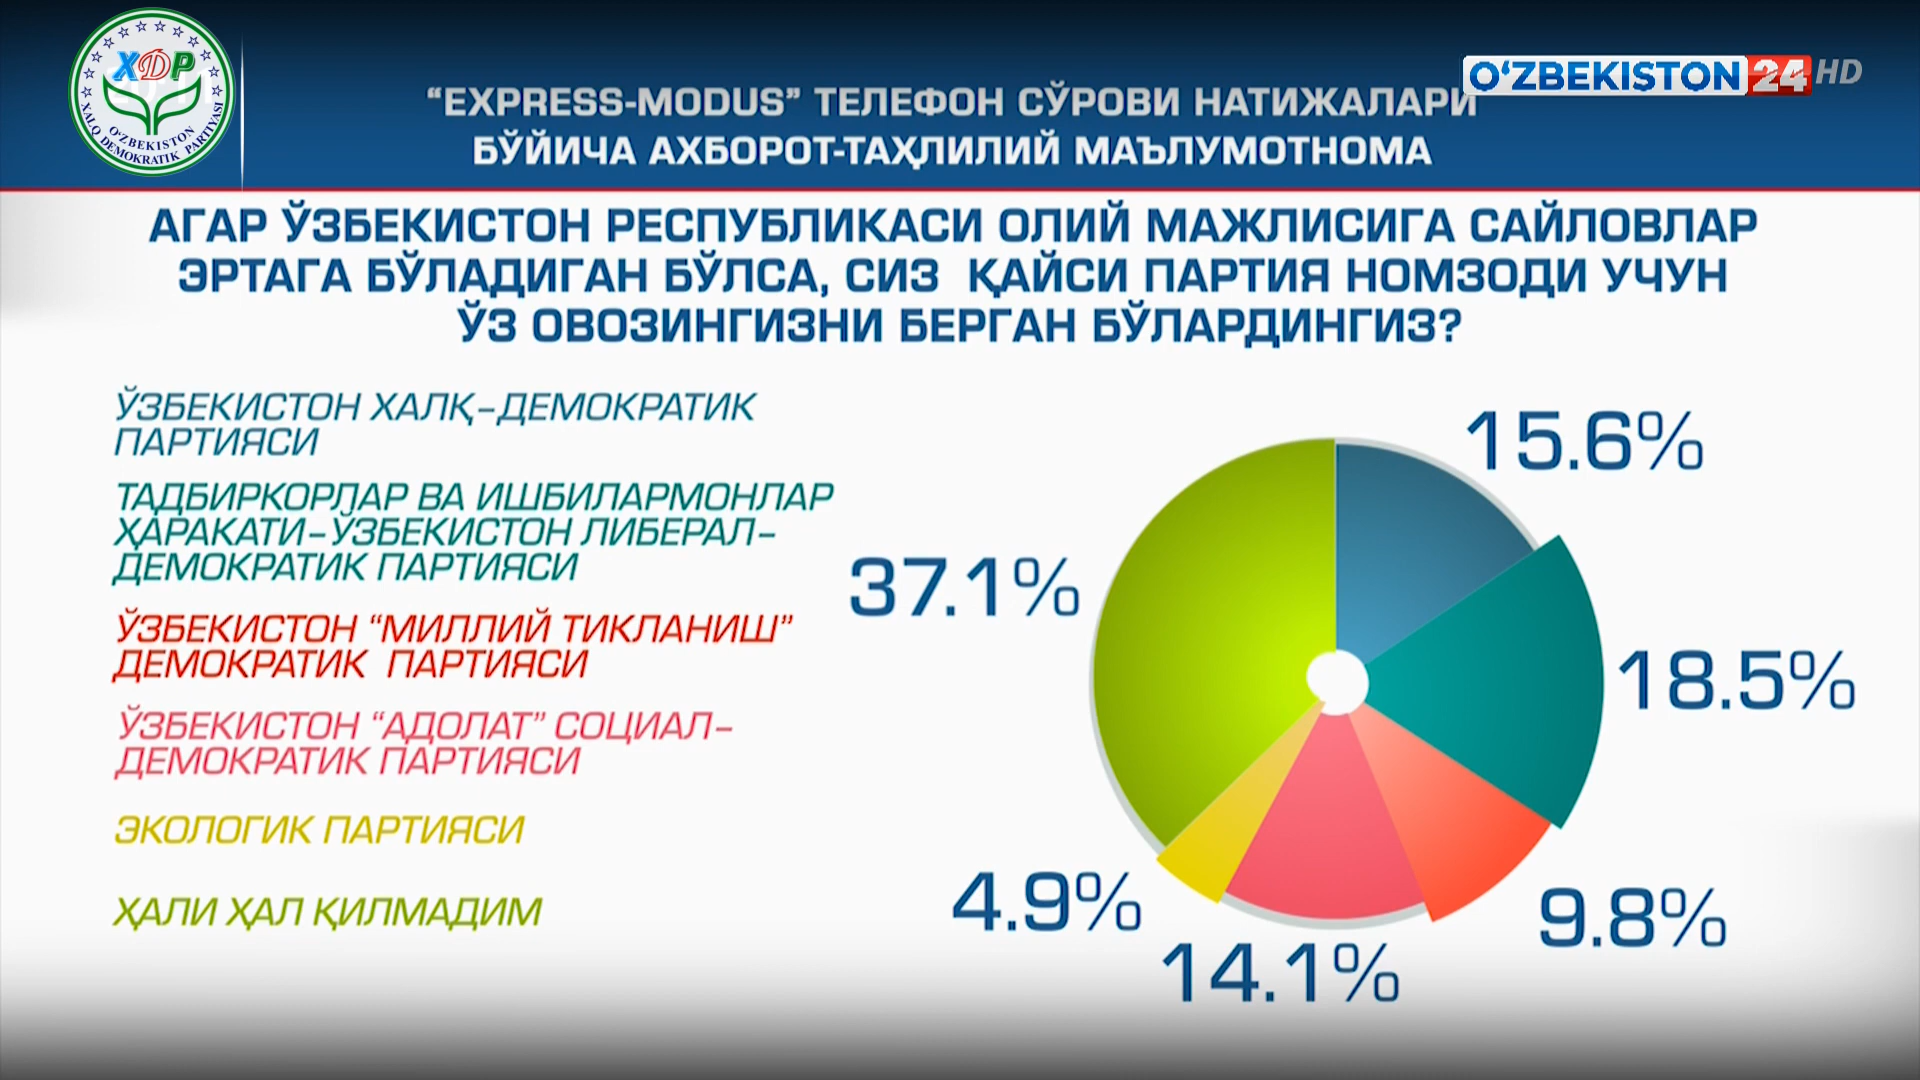 ХДР
O'ZBEKISTON
XALQ DEMOKRATIK PARTIYASI
O‘ZBEKISTON 24 HD
“EXPRESS-MODUS” ТЕЛЕФОН СЎРОВИ НАТИЖАЛАРИ
БЎЙИЧА АХБОРОТ-ТАҲЛИЛИЙ МАЪЛУМОТНОМА
АГАР ЎЗБЕКИСТОН РЕСПУБЛИКАСИ ОЛИЙ МАЖЛИСИГА САЙЛОВЛАР
ЭРТАГА БЎЛАДИГАН БЎЛСА, СИЗ ҚАЙСИ ПАРТИЯ НОМЗОДИ УЧУН
ЎЗ ОВОЗИНГИЗНИ БЕРГАН БЎЛАРДИНГИЗ?
ЎЗБЕКИСТОН ХАЛҚ-ДЕМОКРАТИК
ПАРТИЯСИ
ТАДБИРКОРЛАР ВА ИШБИЛАРМОНЛАР
ҲАРАКАТИ-ЎЗБЕКИСТОН ЛИБЕРАЛ-
ДЕМОКРАТИК ПАРТИЯСИ
ЎЗБЕКИСТОН “МИЛЛИЙ ТИКЛАНИШ”
ДЕМОКРАТИК ПАРТИЯСИ
ЎЗБЕКИСТОН “АДОЛАТ” СОЦИАЛ-
ДЕМОКРАТИК ПАРТИЯСИ
ЭКОЛОГИК ПАРТИЯСИ
ҲАЛИ ҲАЛ ҚИЛМАДИМ
15.6%
18.5%
9.8%
14.1%
4.9%
37.1%